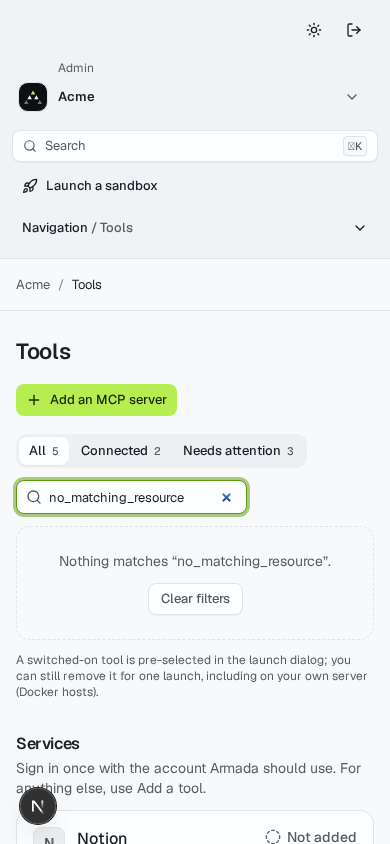 Admin
Acme
Search
K
Launch a sandbox
Navigation / Tools
Acme / Tools
Tools
+ Add an MCP server
All 5 Connected 2 Needs attention 3
no_matching_resource ×
Nothing matches “no_matching_resource”.
Clear filters
A switched-on tool is pre-selected in the launch dialog; you
can still remove it for one launch, including on your own server
(Docker hosts).
Services
Sign in once with the account Armada should use. For
anything else, use Add a tool.
N
N Notion Not added